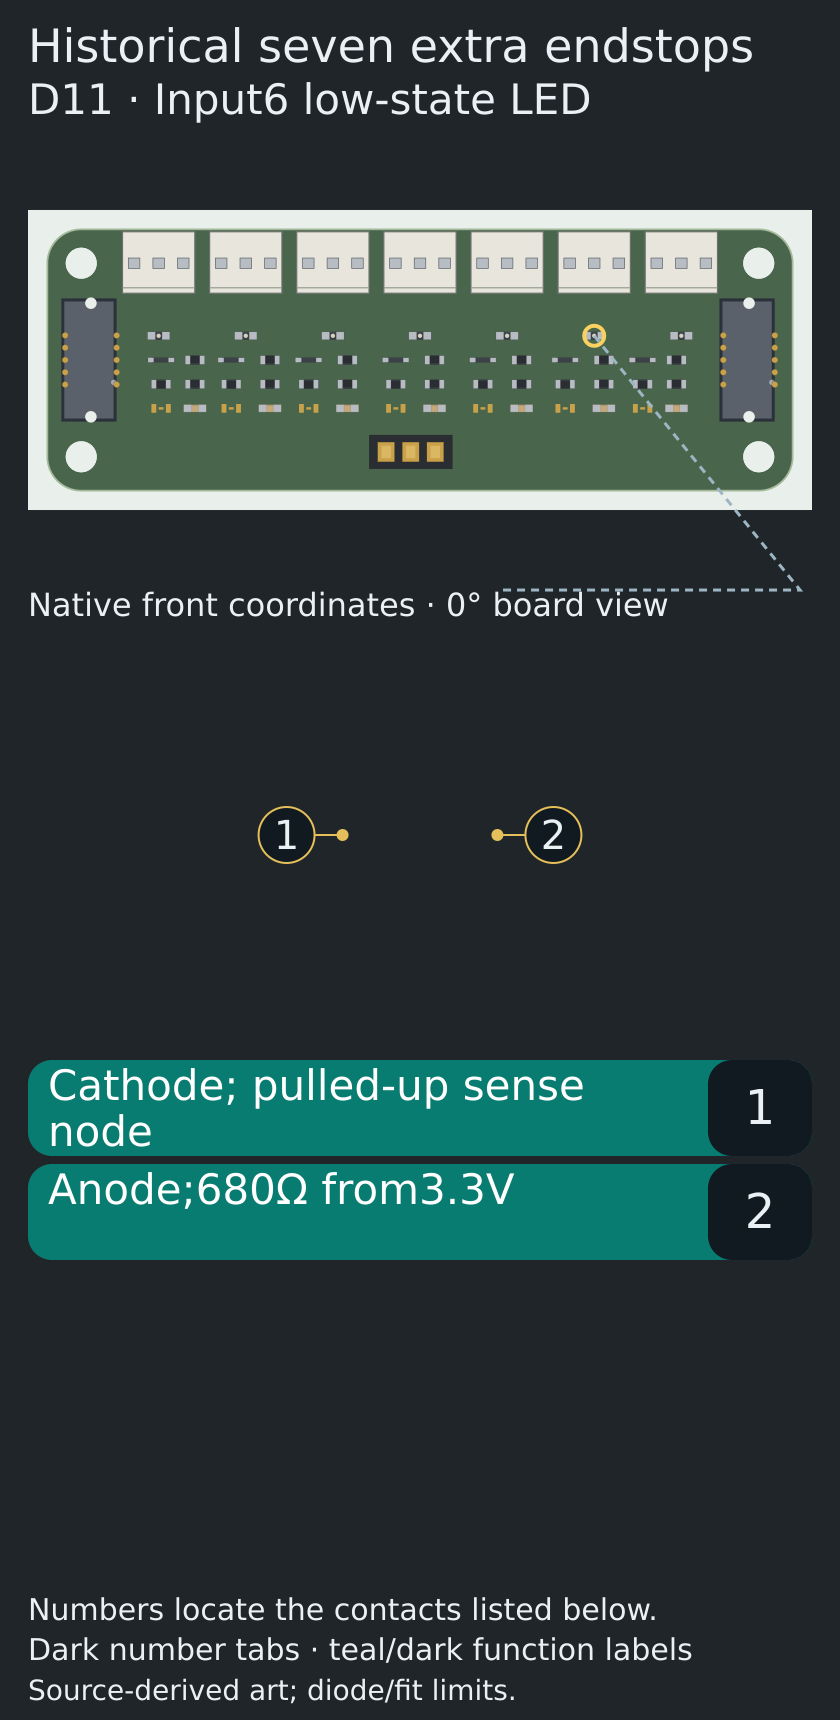 Historical seven extra endstops
D11 · Input6 low-state LED
Native front coordinates · 0° board view
1
2
Cathode; pulled-up sense
node
1
Anode;680Ω from3.3V
2
Numbers locate the contacts listed below.
Dark number tabs · teal/dark function labels
Source-derived art; diode/fit limits.